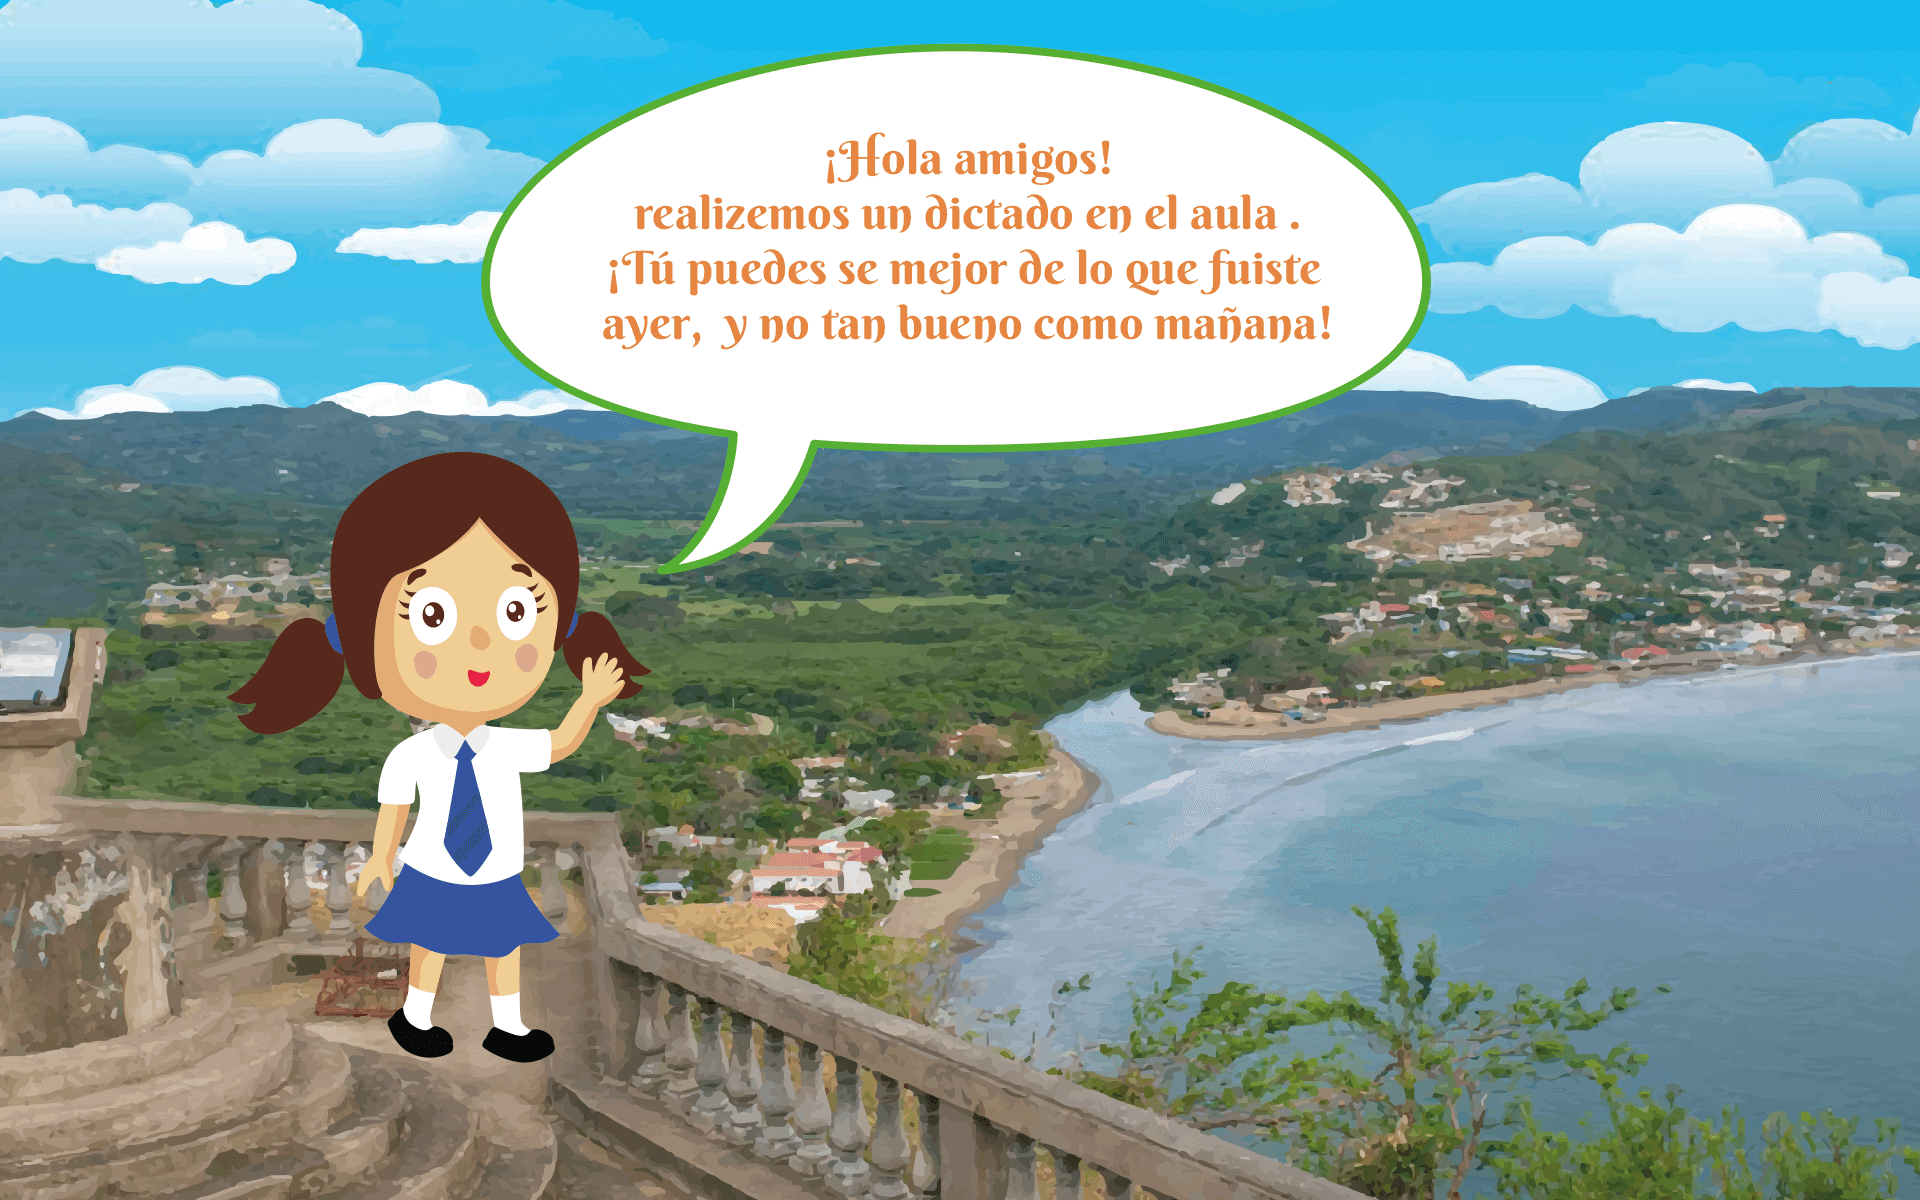 ¡Hola amigos!
realizemos un dictado en el aula .
¡Tú puedes se mejor de lo que fuiste
ayer, y no tan bueno como mañana!